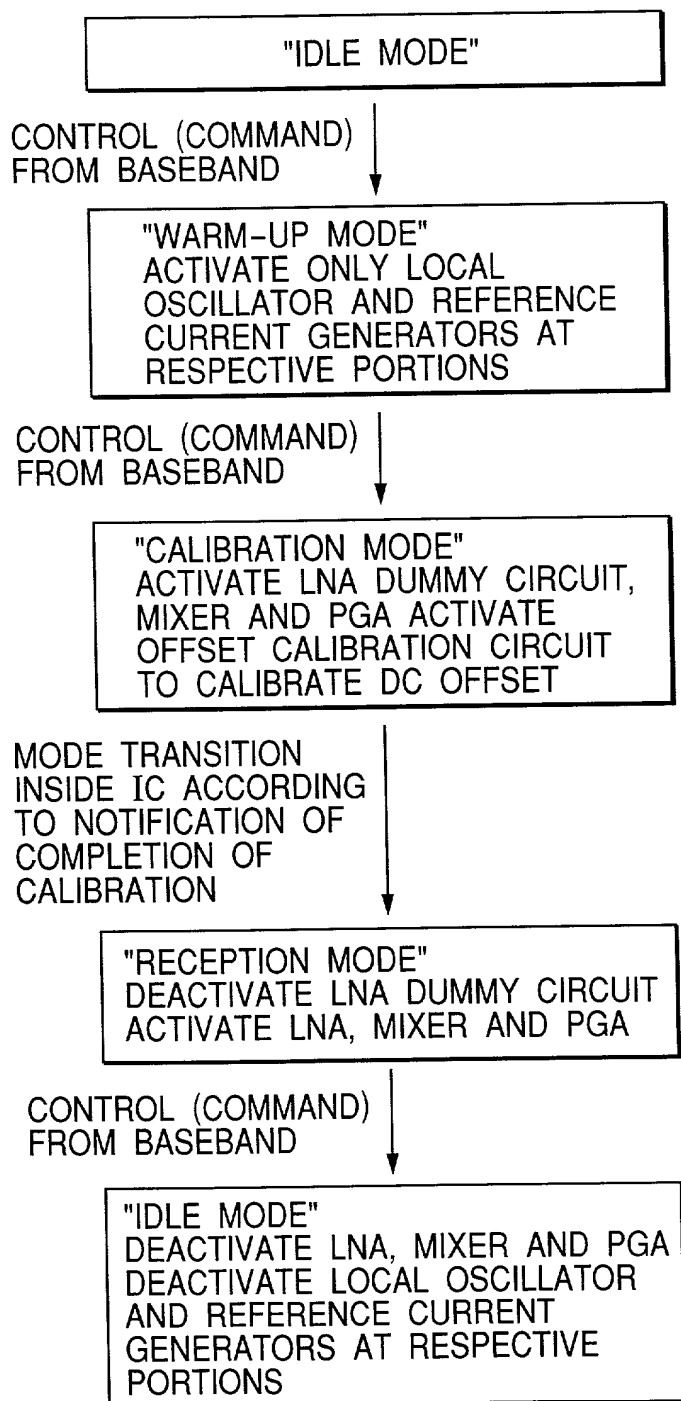 "IDLE MODE"
CONTROL (COMMAND)
FROM BASEBAND
"WARM-UP MODE"
ACTIVATE ONLY LOCAL
OSCILLATOR AND REFERENCE
CURRENT GENERATORS AT
RESPECTIVE PORTIONS
CONTROL (COMMAND)
FROM BASEBAND
"CALIBRATION MODE"
ACTIVATE LNA DUMMY CIRCUIT,
MIXER AND PGA ACTIVATE
OFFSET CALIBRATION CIRCUIT
TO CALIBRATE DC OFFSET
MODE TRANSITION
INSIDE IC ACCORDING
TO NOTIFICATION OF
COMPLETION OF
CALIBRATION
"RECEPTION MODE"
DEACTIVATE LNA DUMMY CIRCUIT
ACTIVATE LNA, MIXER AND PGA
CONTROL (COMMAND)
FROM BASEBAND
"IDLE MODE"
DEACTIVATE LNA, MIXER AND PGA
DEACTIVATE LOCAL OSCILLATOR
AND REFERENCE CURRENT
GENERATORS AT RESPECTIVE
PORTIONS